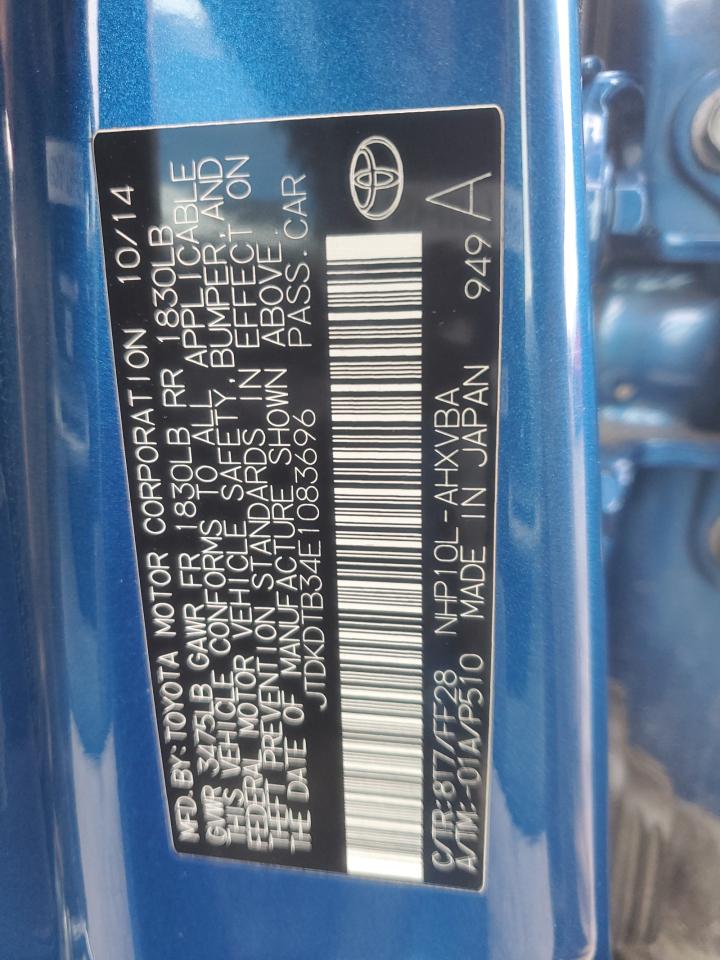 MFD.BY:TOYOTA MOTOR CORPORATION 10/14
GWVR 3475LB GAWR FR 1830LB RR 1830LB
THIS VEHICLE CONFORMS TO ALL APPLICABLE
FEDERAL MOTOR VEHICLE SAFETY, BUMPER, AND
THEFT PREVENTION STANDARDS IN EFFECT ON
THE DATE OF MANUFACTURE SHOWN ABOVE.
JTDKDTB34E1083696 PASS.CAR
C/TR:8T7/FF28 NHP10L-AHXVBA 949 A
A/TM:-01A/P510 MADE IN JAPAN